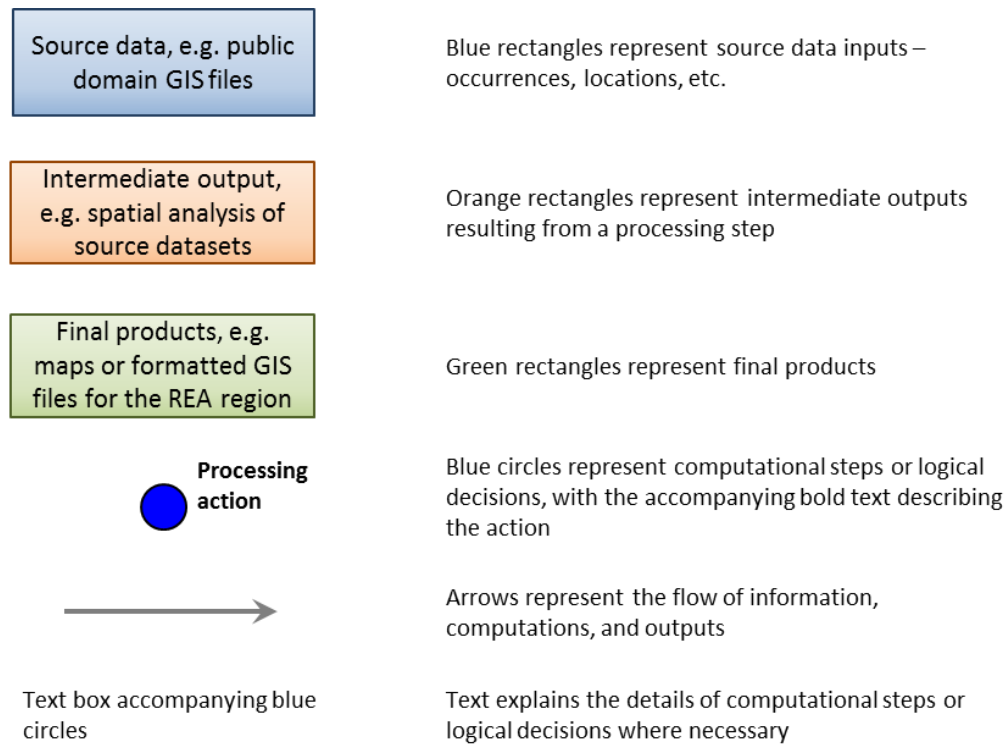 Source data, e.g. public
domain GIS files
Blue rectangles represent source data inputs –
occurrences, locations, etc.
Intermediate output,
e.g. spatial analysis of
source datasets
Orange rectangles represent intermediate outputs
resulting from a processing step
Final products, e.g.
maps or formatted GIS
files for the REA region
Green rectangles represent final products
Processing
action
Blue circles represent computational steps or logical
decisions, with the accompanying bold text describing
the action
Arrows represent the flow of information,
computations, and outputs
Text box accompanying blue
circles
Text explains the details of computational steps or
logical decisions where necessary